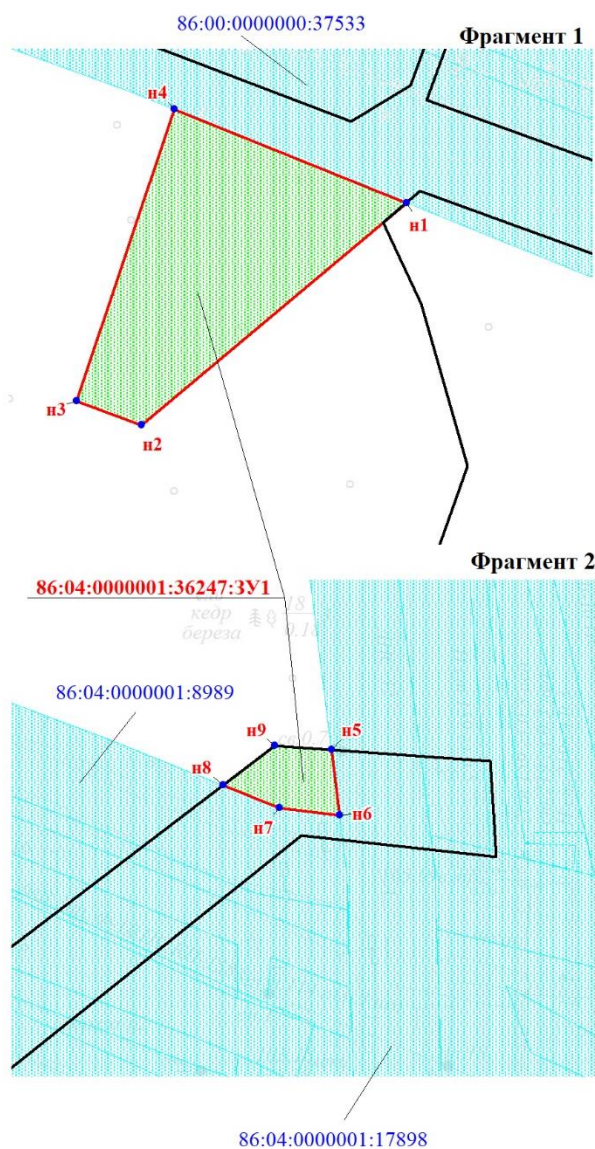 86:00:0000000:37533
Фрагмент 1
н4
н1
н3
н2
Фрагмент 2
86:04:0000001:36247:ЗУ1
кедр
береза
18
86:04:0000001:8989
н9
н5
н8
н7
н6
86:04:0000001:17898